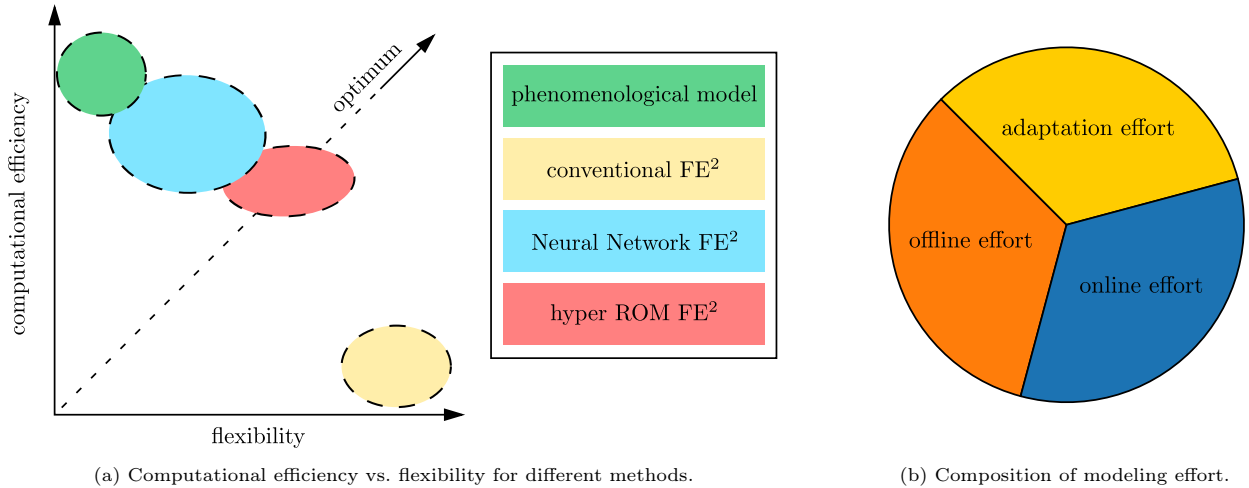 computational efficiency
flexibility
optimum
phenomenological model
conventional FE²
Neural Network FE²
hyper ROM FE²
(a) Computational efficiency vs. flexibility for different methods.
adaptation effort
offline effort
online effort
(b) Composition of modeling effort.